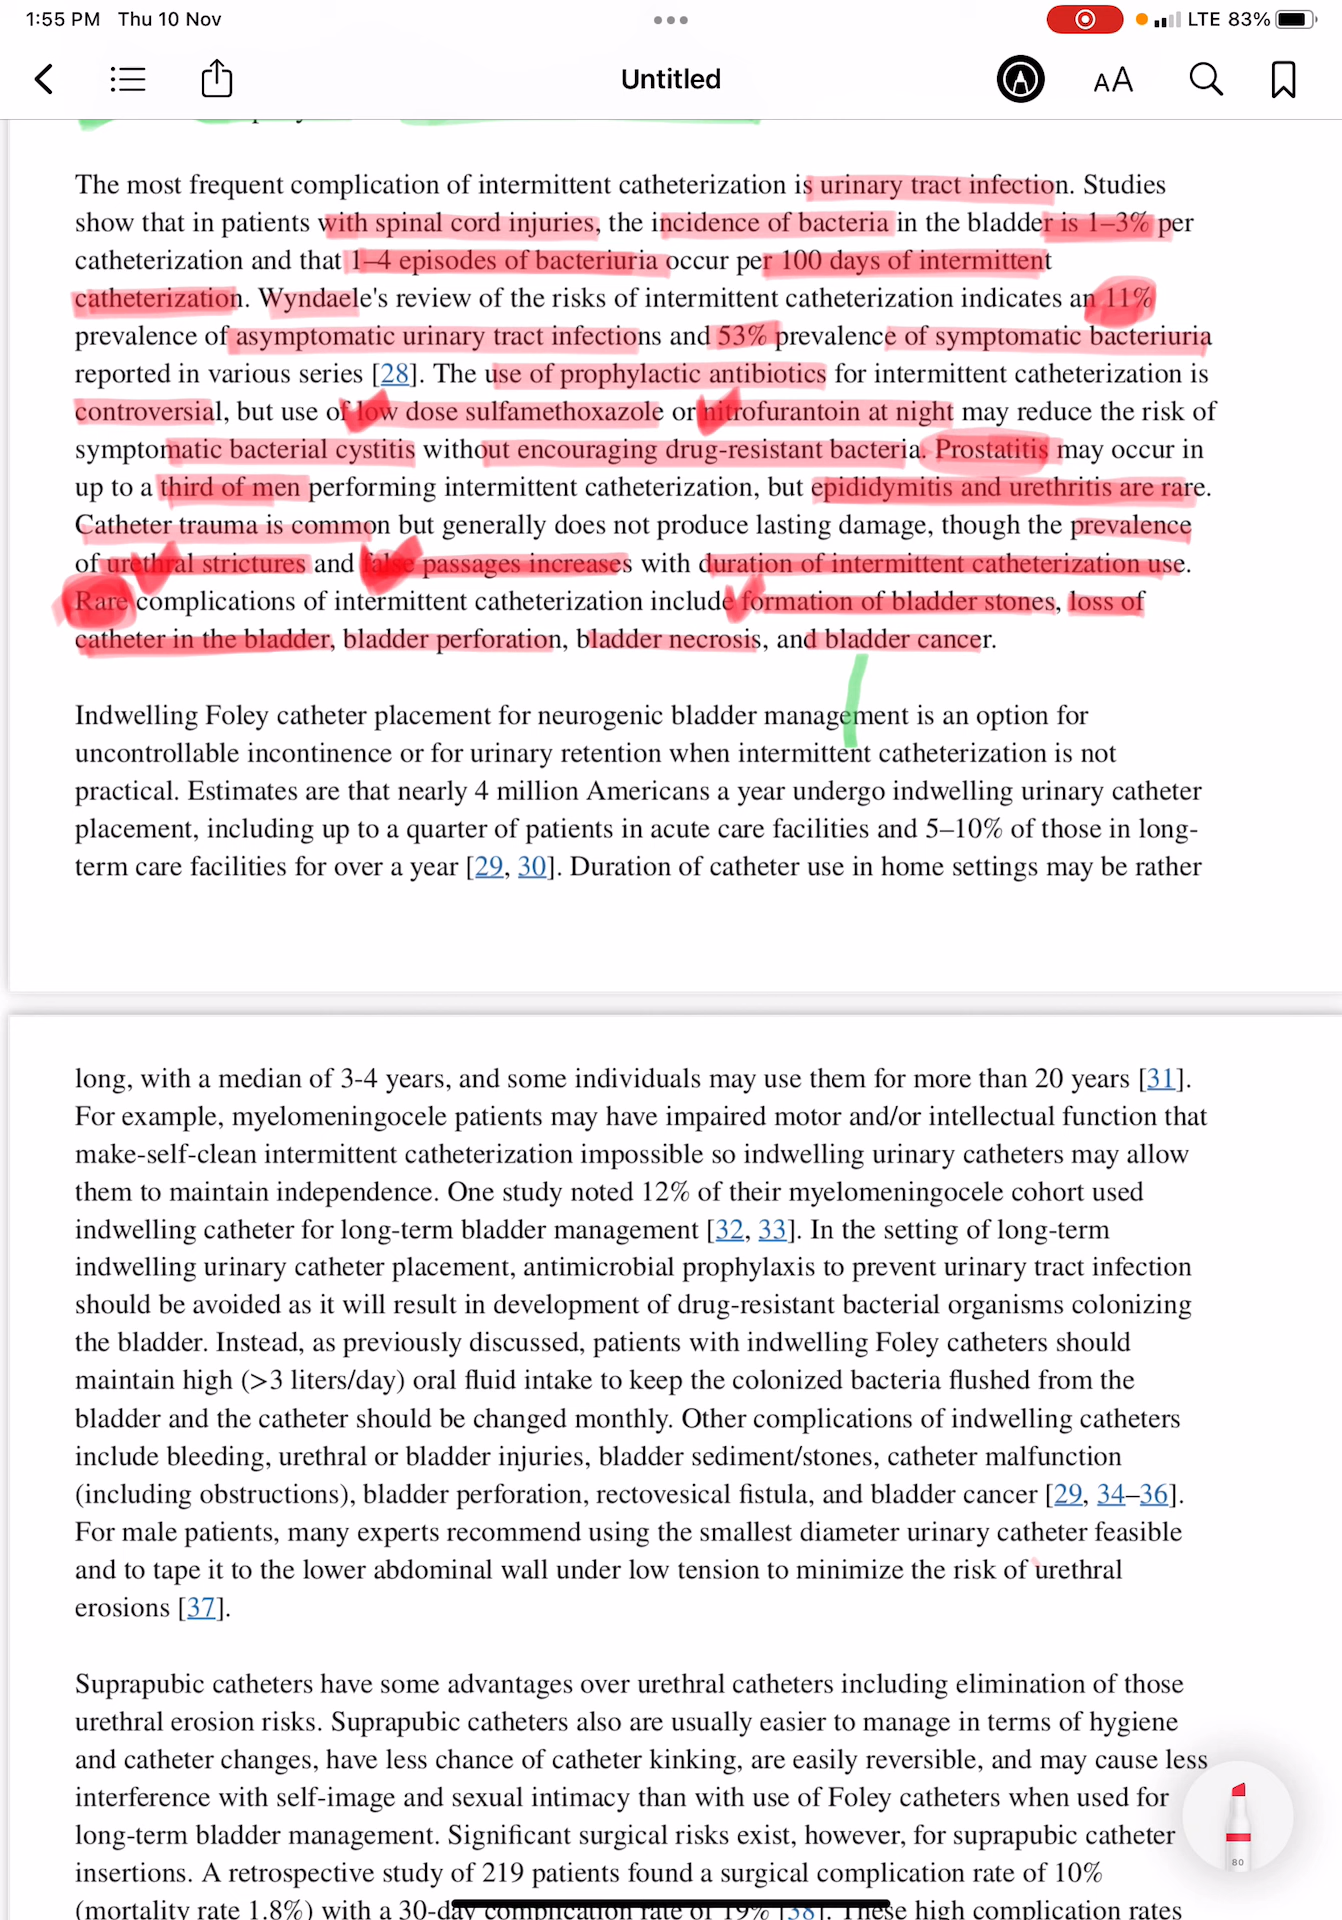 1:55 PM Thu 10 Nov
LTE 83%
Untitled
AA
The most frequent complication of intermittent catheterization is urinary tract infection. Studies
show that in patients with spinal cord injuries, the incidence of bacteria in the bladder is 1–3% per
catheterization and that 1–4 episodes of bacteriuria occur per 100 days of intermittent
catheterization. Wyndaele's review of the risks of intermittent catheterization indicates an 11%
prevalence of asymptomatic urinary tract infections and 53% prevalence of symptomatic bacteriuria
reported in various series [28]. The use of prophylactic antibiotics for intermittent catheterization is
controversial, but use of low dose sulfamethoxazole or nitrofurantoin at night may reduce the risk of
symptomatic bacterial cystitis without encouraging drug-resistant bacteria. Prostatitis may occur in
up to a third of men performing intermittent catheterization, but epididymitis and urethritis are rare.
Catheter trauma is common but generally does not produce lasting damage, though the prevalence
of urethral strictures and false passages increases with duration of intermittent catheterization use.
Rare complications of intermittent catheterization include formation of bladder stones, loss of
catheter in the bladder, bladder perforation, bladder necrosis, and bladder cancer.
Indwelling Foley catheter placement for neurogenic bladder management is an option for
uncontrollable incontinence or for urinary retention when intermittent catheterization is not
practical. Estimates are that nearly 4 million Americans a year undergo indwelling urinary catheter
placement, including up to a quarter of patients in acute care facilities and 5–10% of those in long-
term care facilities for over a year [29, 30]. Duration of catheter use in home settings may be rather
long, with a median of 3-4 years, and some individuals may use them for more than 20 years [31].
For example, myelomeningocele patients may have impaired motor and/or intellectual function that
make-self-clean intermittent catheterization impossible so indwelling urinary catheters may allow
them to maintain independence. One study noted 12% of their myelomeningocele cohort used
indwelling catheter for long-term bladder management [32, 33]. In the setting of long-term
indwelling urinary catheter placement, antimicrobial prophylaxis to prevent urinary tract infection
should be avoided as it will result in development of drug-resistant bacterial organisms colonizing
the bladder. Instead, as previously discussed, patients with indwelling Foley catheters should
maintain high (>3 liters/day) oral fluid intake to keep the colonized bacteria flushed from the
bladder and the catheter should be changed monthly. Other complications of indwelling catheters
include bleeding, urethral or bladder injuries, bladder sediment/stones, catheter malfunction
(including obstructions), bladder perforation, rectovesical fistula, and bladder cancer [29, 34–36].
For male patients, many experts recommend using the smallest diameter urinary catheter feasible
and to tape it to the lower abdominal wall under low tension to minimize the risk of urethral
erosions [37].
Suprapubic catheters have some advantages over urethral catheters including elimination of those
urethral erosion risks. Suprapubic catheters also are usually easier to manage in terms of hygiene
and catheter changes, have less chance of catheter kinking, are easily reversible, and may cause less
interference with self-image and sexual intimacy than with use of Foley catheters when used for
long-term bladder management. Significant surgical risks exist, however, for suprapubic catheter
insertions. A retrospective study of 219 patients found a surgical complication rate of 10%
(mortality rate 1.8%) with a 30-day complication rate of 19% [38]. These high complication rates
80